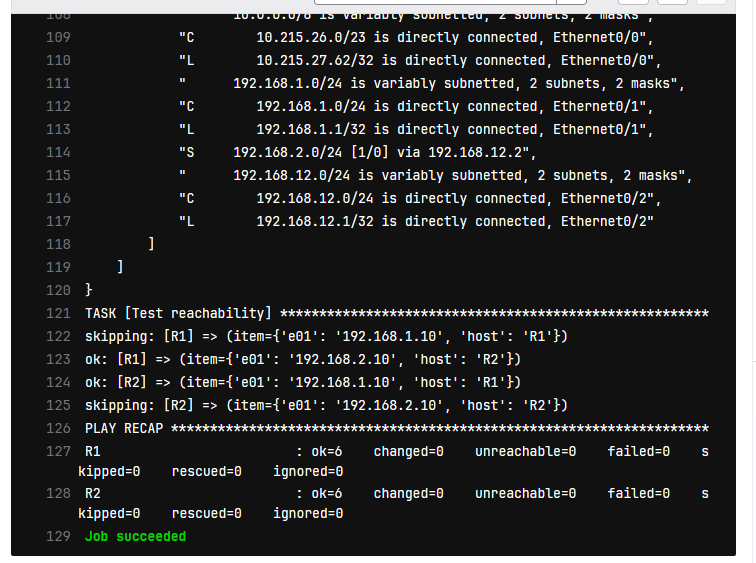 108 10.0.0.0/8 is variably subnetted, 2 subnets, 2 masks",
109 "C        10.215.26.0/23 is directly connected, Ethernet0/0",
110 "L        10.215.27.62/32 is directly connected, Ethernet0/0",
111 "      192.168.1.0/24 is variably subnetted, 2 subnets, 2 masks",
112 "C        192.168.1.0/24 is directly connected, Ethernet0/1",
113 "L        192.168.1.1/32 is directly connected, Ethernet0/1",
114 "S     192.168.2.0/24 [1/0] via 192.168.12.2",
115 "      192.168.12.0/24 is variably subnetted, 2 subnets, 2 masks",
116 "C        192.168.12.0/24 is directly connected, Ethernet0/2",
117 "L        192.168.12.1/32 is directly connected, Ethernet0/2"
118         ]
119     ]
120 }
121 TASK [Test reachability] *******************************************************
122 skipping: [R1] => (item={'e01': '192.168.1.10', 'host': 'R1'})
123 ok: [R1] => (item={'e01': '192.168.2.10', 'host': 'R2'})
124 ok: [R2] => (item={'e01': '192.168.1.10', 'host': 'R1'})
125 skipping: [R2] => (item={'e01': '192.168.2.10', 'host': 'R2'})
126 PLAY RECAP *********************************************************************
127 R1                         : ok=6    changed=0    unreachable=0    failed=0    s
kipped=0    rescued=0    ignored=0
128 R2                         : ok=6    changed=0    unreachable=0    failed=0    s
kipped=0    rescued=0    ignored=0
129 Job succeeded